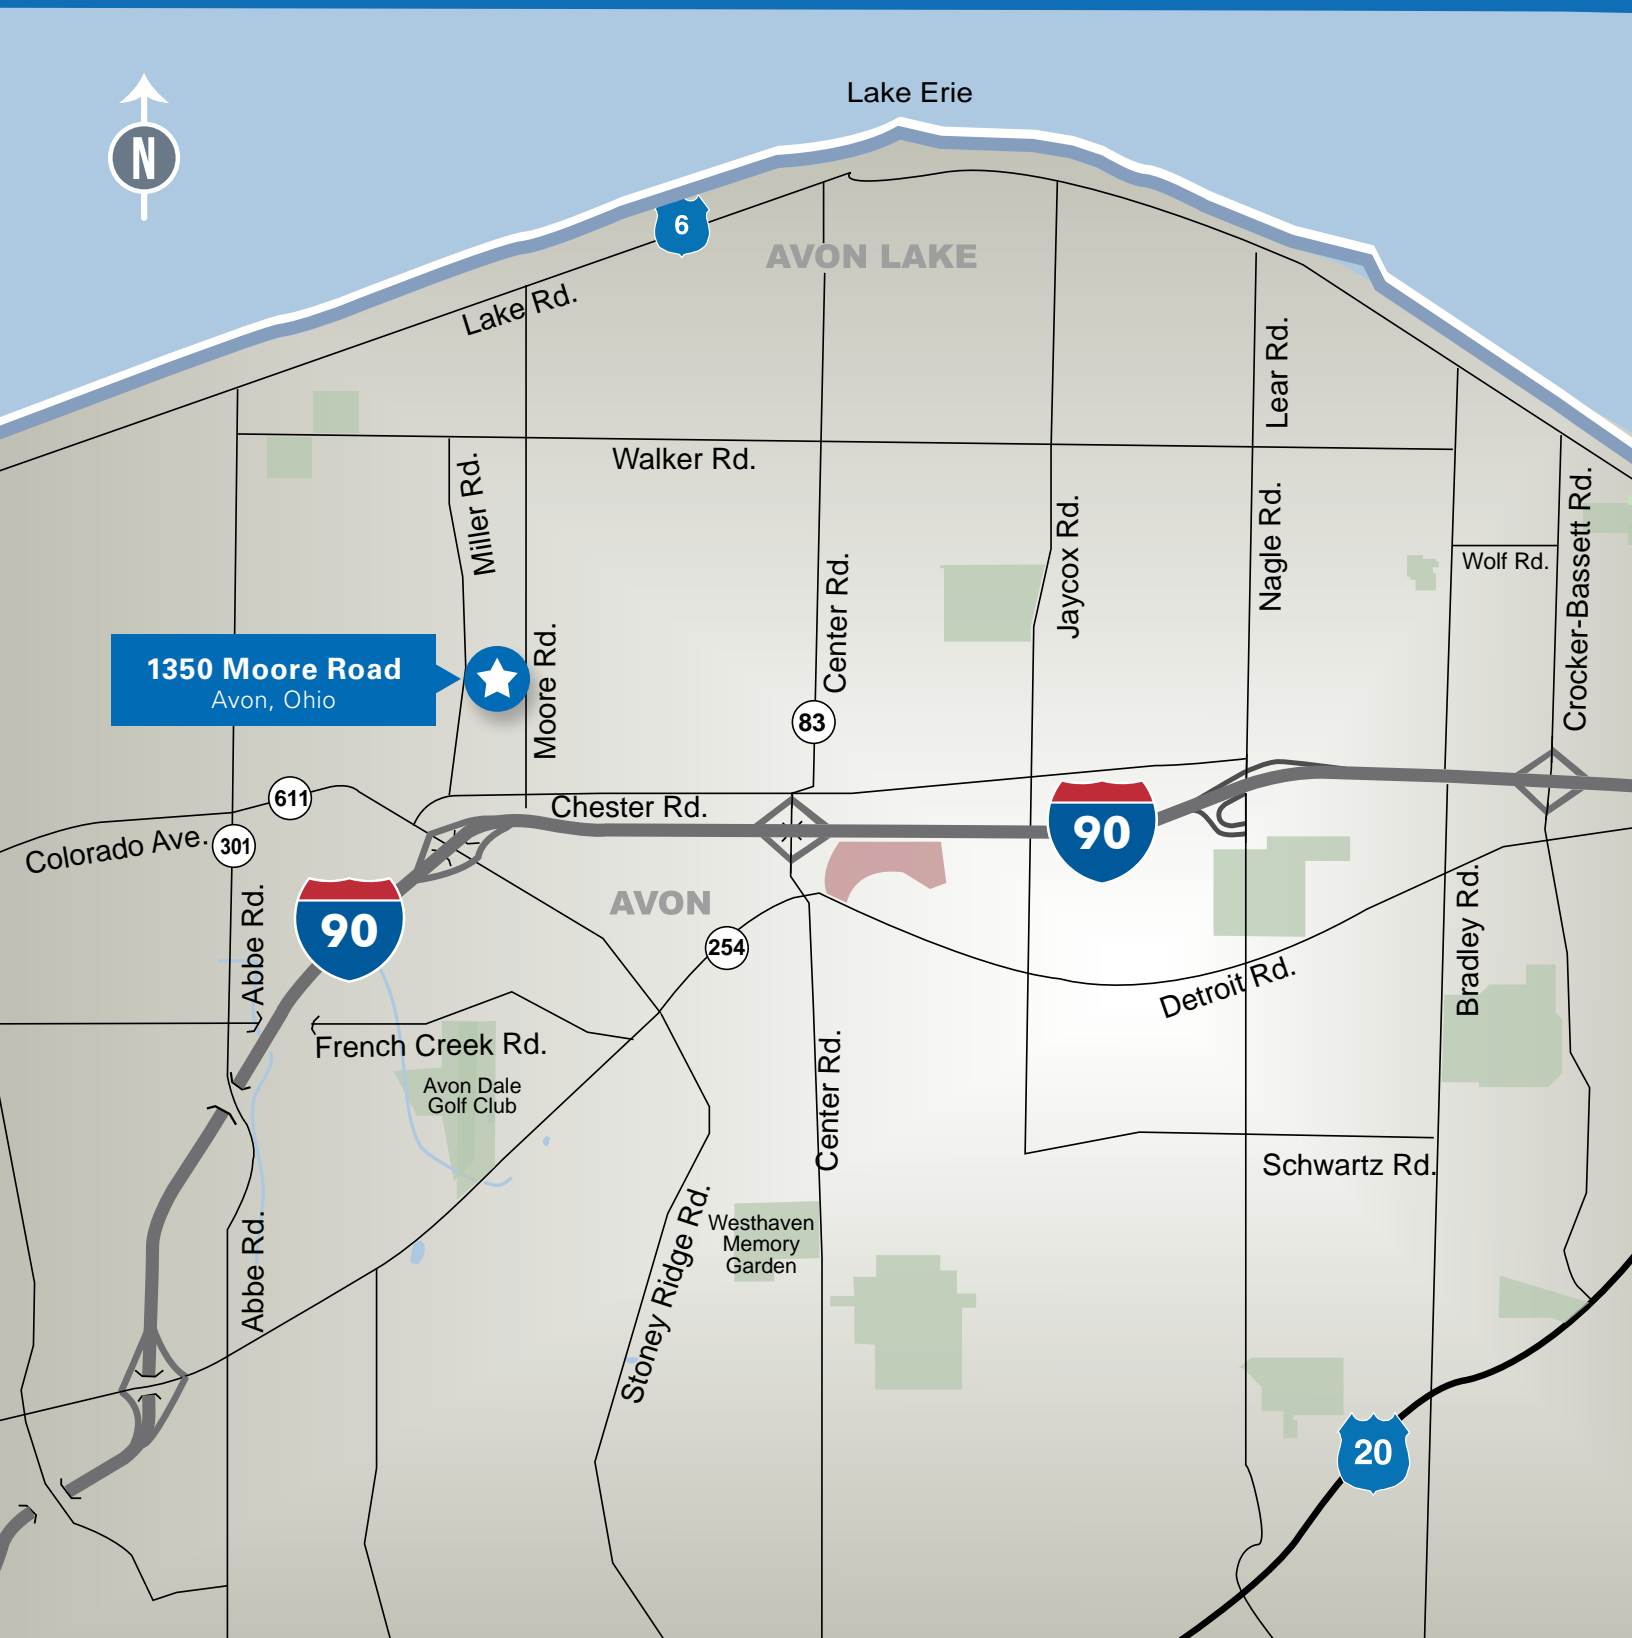 Lake Erie
N
6
AVON LAKE
Lake Rd.
Lear Rd.
Walker Rd.
Miller Rd.
Jaycox Rd.
Nagle Rd.
Crocker-Bassett Rd.
Wolf Rd.
Center Rd.
Moore Rd.
1350 Moore Road
Avon, Ohio
83
611
Chester Rd.
Colorado Ave.
301
90
90
AVON
Abbe Rd.
254
Bradley Rd.
Detroit Rd.
French Creek Rd.
Avon Dale
Golf Club
Center Rd.
Schwartz Rd.
Abbe Rd.
Stoney Ridge Rd.
Westhaven
Memory
Garden
20